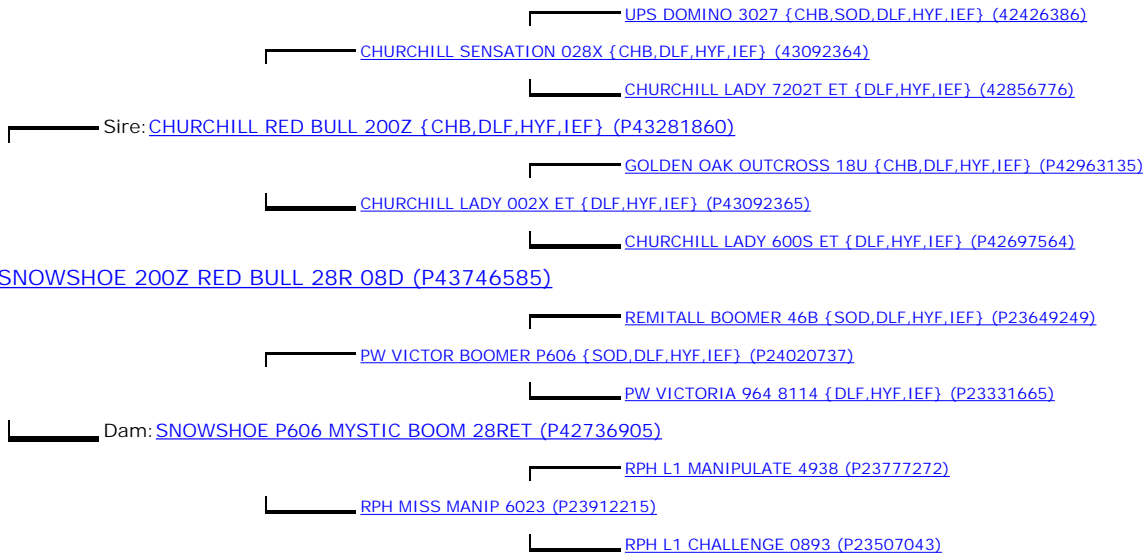 UPS DOMINO 3027 {CHB,SOD,DLF,HYF,IEF} (42426386)
CHURCHILL SENSATION 028X {CHB,DLF,HYF,IEF} (43092364)
CHURCHILL LADY 7202T ET {DLF,HYF,IEF} (42856776)
Sire: CHURCHILL RED BULL 200Z {CHB,DLF,HYF,IEF} (P43281860)
GOLDEN OAK OUTCROSS 18U {CHB,DLF,HYF,IEF} (P42963135)
CHURCHILL LADY 002X ET {DLF,HYF,IEF} (P43092365)
CHURCHILL LADY 600S ET {DLF,HYF,IEF} (P42697564)
SNOWSHOE 200Z RED BULL 28R 08D (P43746585)
REMITALL BOOMER 46B {SOD,DLF,HYF,IEF} (P23649249)
PW VICTOR BOOMER P606 {SOD,DLF,HYF,IEF} (P24020737)
PW VICTORIA 964 8114 {DLF,HYF,IEF} (P23331665)
Dam: SNOWSHOE P606 MYSTIC BOOM 28RET (P42736905)
RPH L1 MANIPULATE 4938 (P23777272)
RPH MISS MANIP 6023 (P23912215)
RPH L1 CHALLENGE 0893 (P23507043)